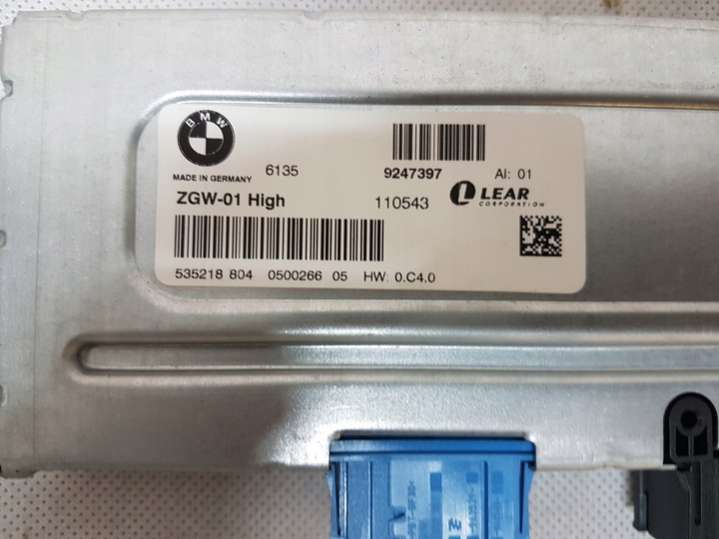 BMW
MADE IN GERMANY
6135 9247397 AI: 01
ZGW-01 High 110543 LEAR
CORPORATION
535218 804 0500266 05 HW: 0.C4.0